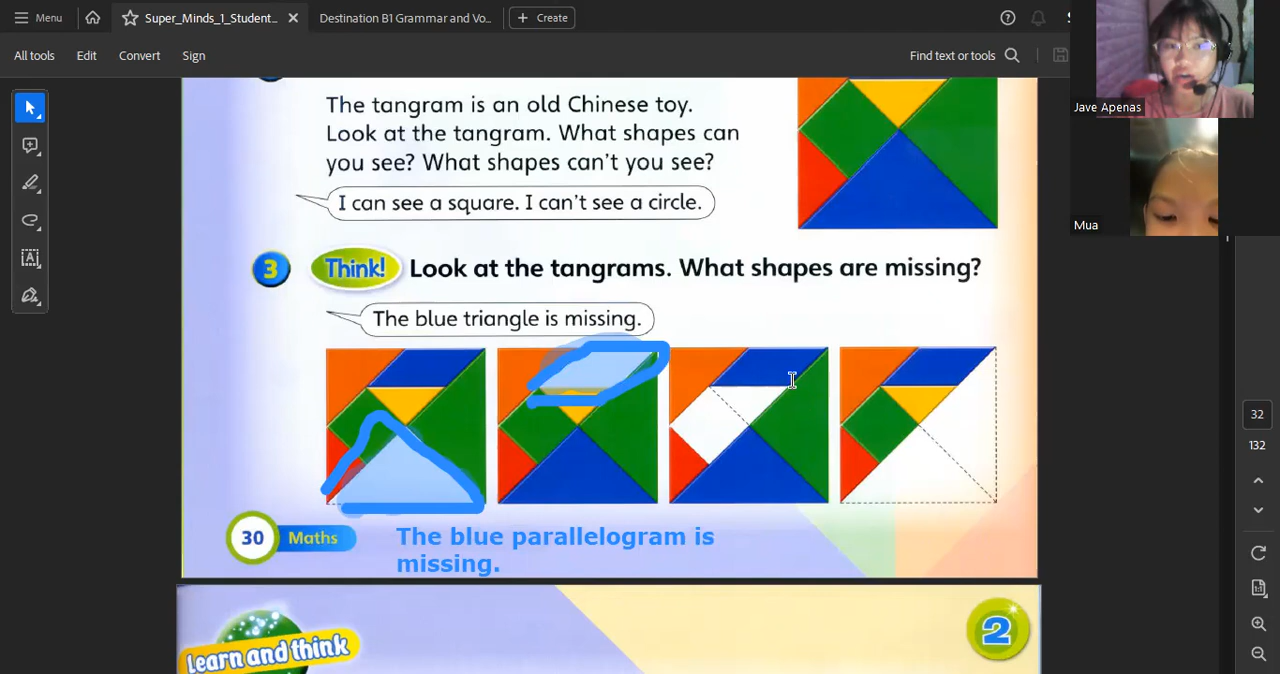 Menu
Super_Mind_1_Student...
Destination B1 Grammar and Vo...
+ Create
All tools
Edit
Convert
Sign
Find text or tools
The tangram is an old Chinese toy.
Look at the tangram. What shapes can
you see? What shapes can't you see?
I can see a square. I can't see a circle.
3 Think! Look at the tangrams. What shapes are missing?
The blue triangle is missing.
30 Maths
The blue parallelogram is
missing.
Learn and think
2
Jave Apenas
Mua
32
132